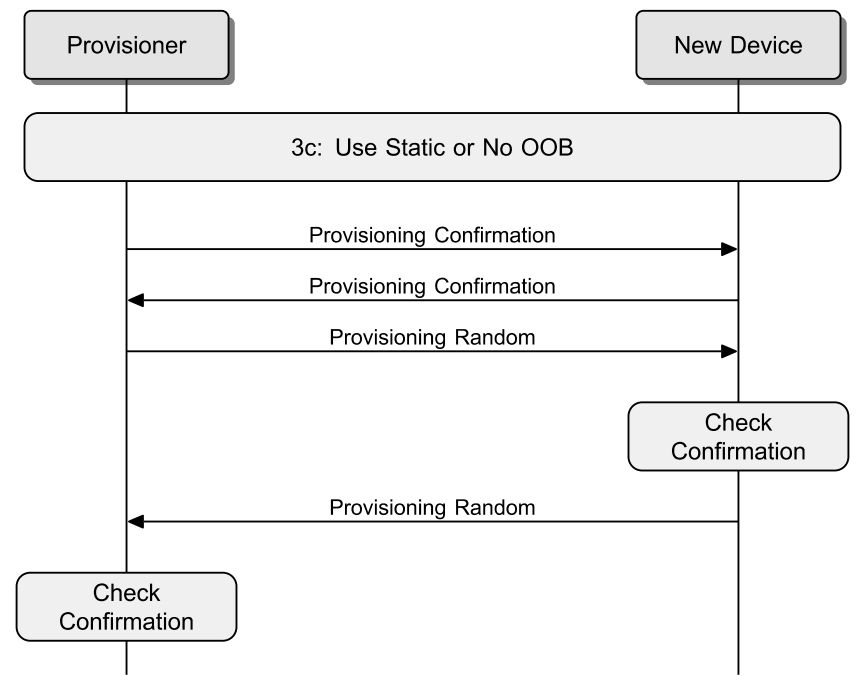 Provisioner
New Device
3c: Use Static or No OOB
Provisioning Confirmation
Provisioning Confirmation
Provisioning Random
Check
Confirmation
Provisioning Random
Check
Confirmation